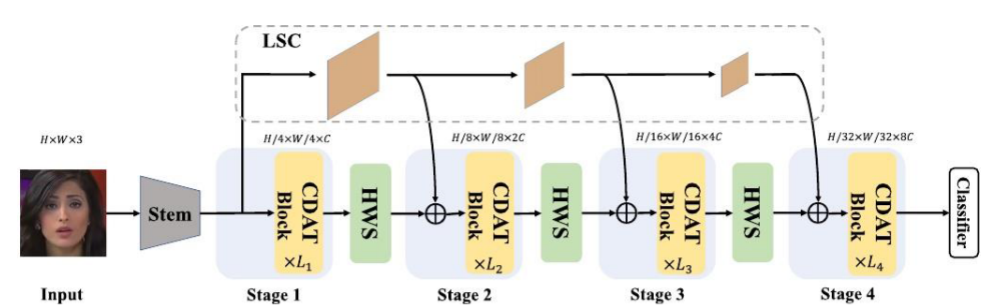 LSC
H×W×3
H/4×W/4×C
H/8×W/8×2C
H/16×W/16×4C
H/32×W/32×8C
Stem
CDAT
Block
×L1
HWS
CDAT
Block
×L2
HWS
CDAT
Block
×L3
HWS
CDAT
Block
×L4
Classifier
Input
Stage 1
Stage 2
Stage 3
Stage 4